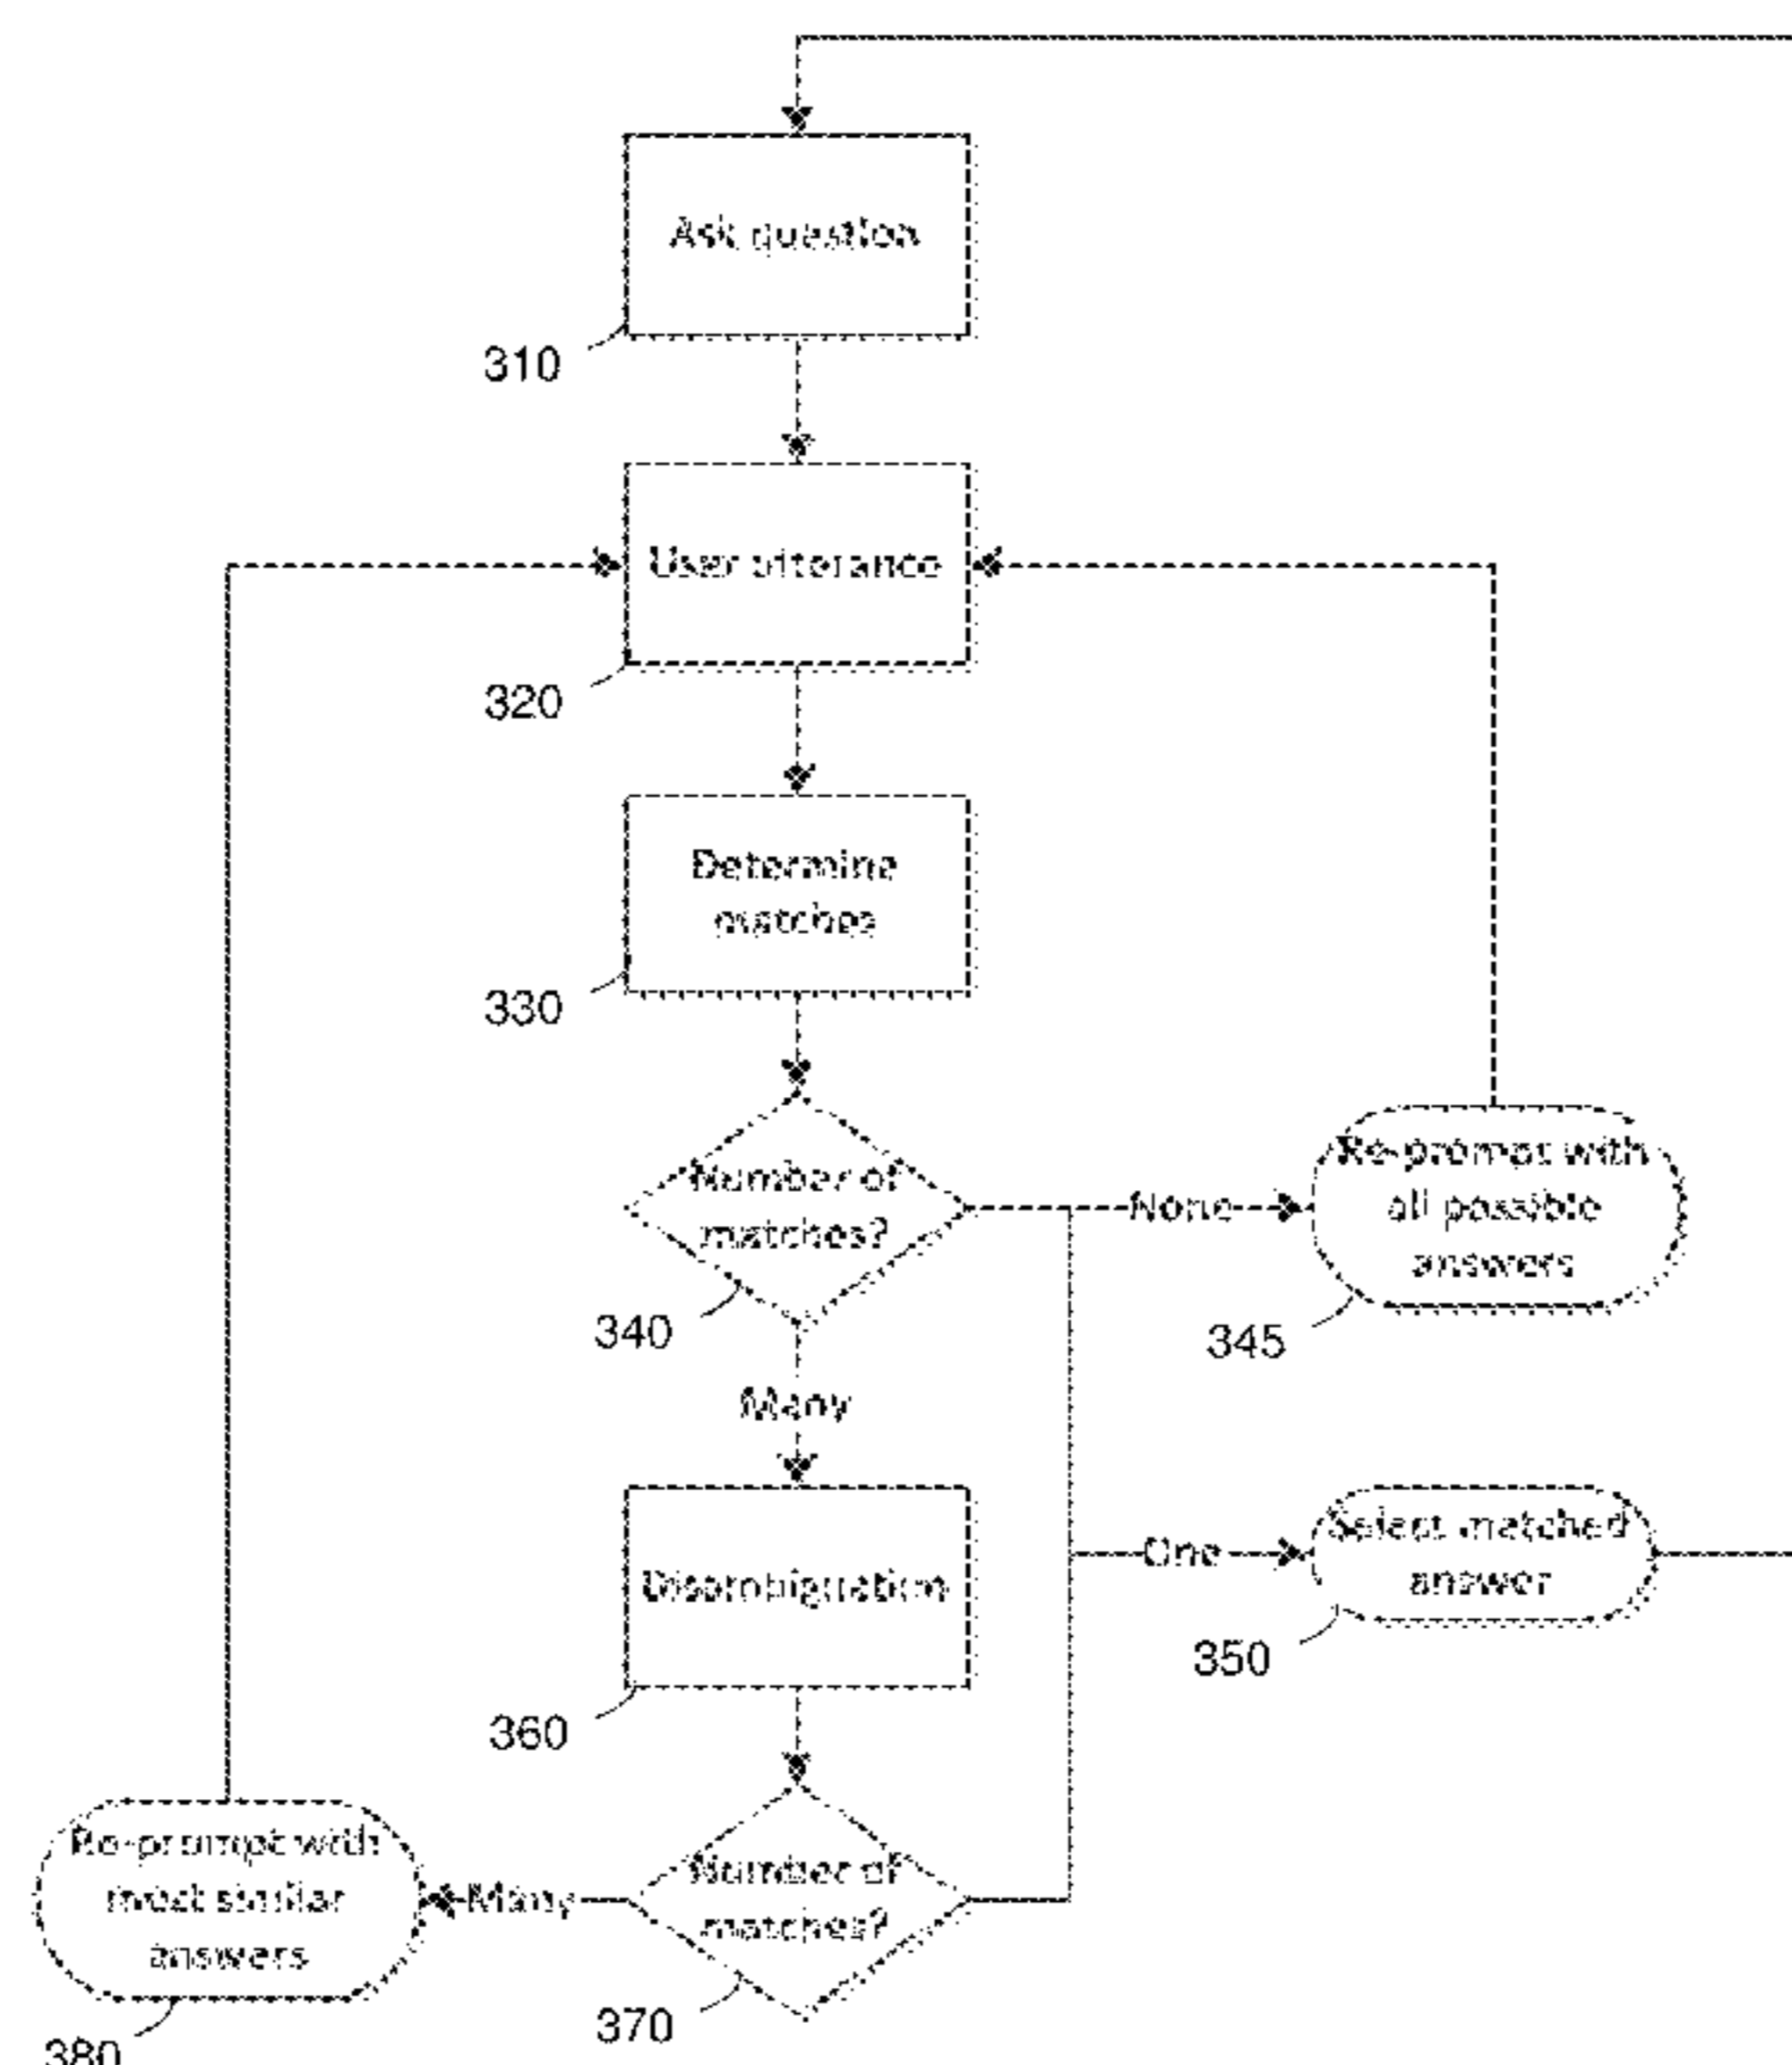 Ask question
310
User utterance
320
Determine
matches
330
Number of
matches?
340
None
Re-prompt with
all possible
answers
345
Many
One
Select matched
answer
350
Disambiguation
360
Number of
matches?
370
Many
Re-prompt with
most similar
answers
380